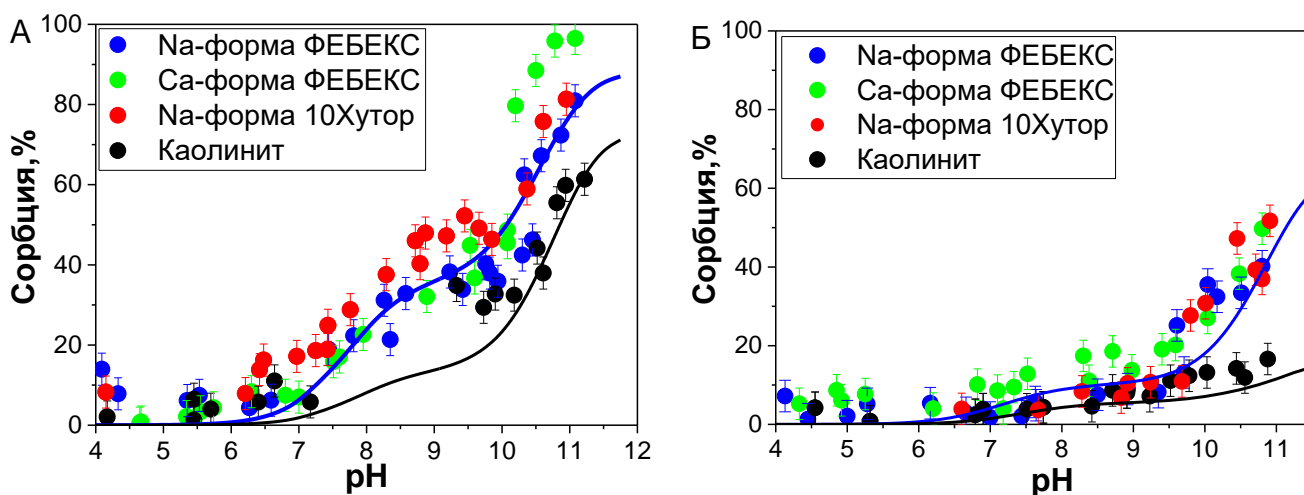 А
Na-форма ФЕБЕКС
Ca-форма ФЕБЕКС
Na-форма 10Хутор
Каолинит
Сорбция,%
100
80
60
40
20
0
4 5 6 7 8 9 10 11 12
pH
Б
Na-форма ФЕБЕКС
Ca-форма ФЕБЕКС
Na-форма 10Хутор
Каолинит
Сорбция,%
100
80
60
40
20
0
4 5 6 7 8 9 10 11
pH